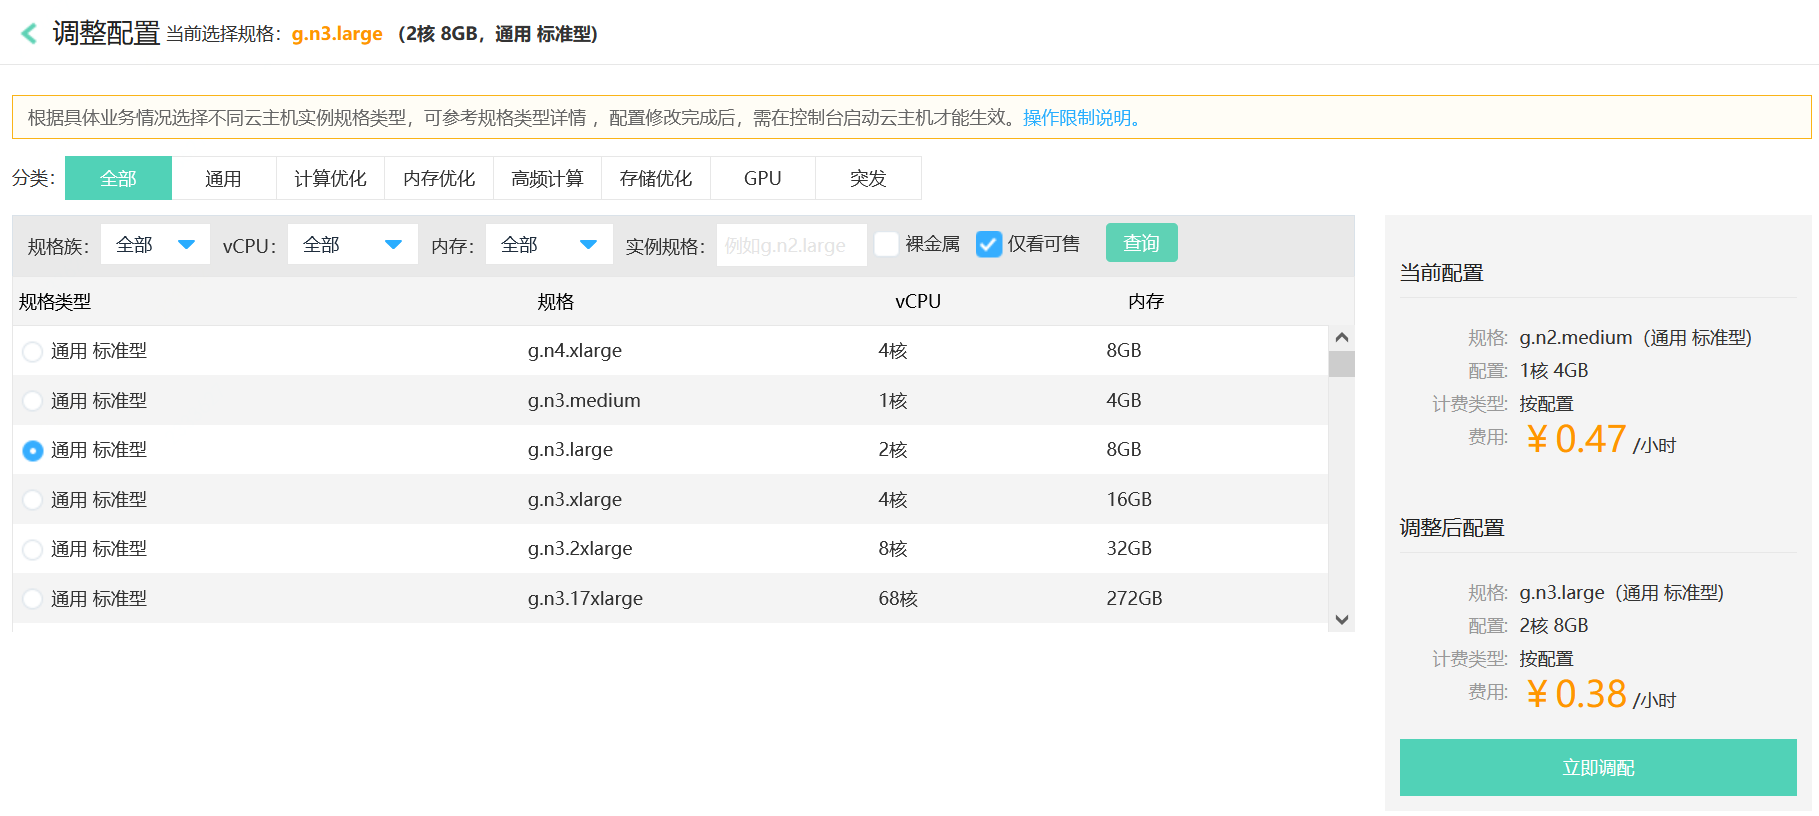 调整配置 当前选择规格：g.n3.large （2核 8GB，通用 标准型)
根据具体业务情况选择不同云主机实例规格类型，可参考规格类型详情 ，配置修改完成后，需在控制台启动云主机才能生效。操作限制说明。
分类： 全部 通用 计算优化 内存优化 高频计算 存储优化 GPU 突发
规格族： 全部 vCPU： 全部 内存： 全部 实例规格： 例如g.n2.large 裸金属 仅看可售 查询
规格类型 规格 vCPU 内存
通用 标准型 g.n4.xlarge 4核 8GB
通用 标准型 g.n3.medium 1核 4GB
通用 标准型 g.n3.large 2核 8GB
通用 标准型 g.n3.xlarge 4核 16GB
通用 标准型 g.n3.2xlarge 8核 32GB
通用 标准型 g.n3.17xlarge 68核 272GB
当前配置
规格: g.n2.medium（通用 标准型)
配置: 1核 4GB
计费类型: 按配置
费用: ￥0.47 /小时
调整后配置
规格: g.n3.large（通用 标准型)
配置: 2核 8GB
计费类型: 按配置
费用: ￥0.38 /小时
立即调配